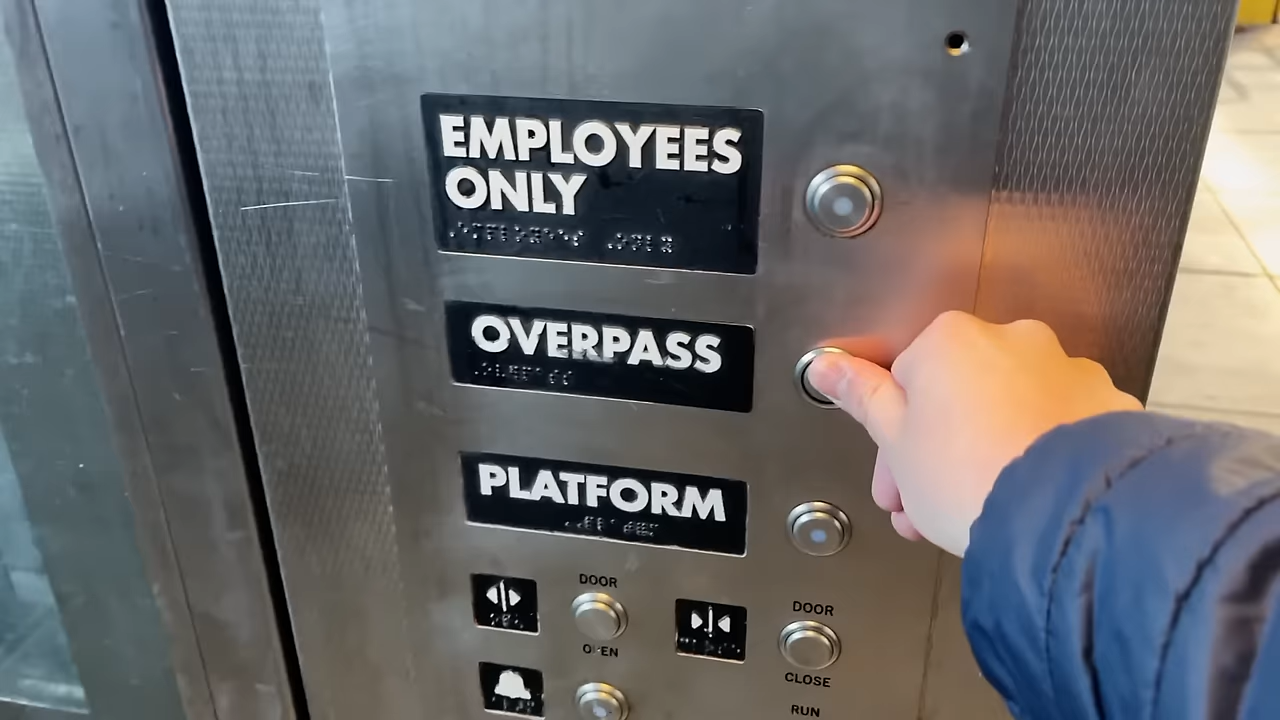 EMPLOYEES
ONLY
OVERPASS
PLATFORM
DOOR
OPEN
DOOR
CLOSE
RUN